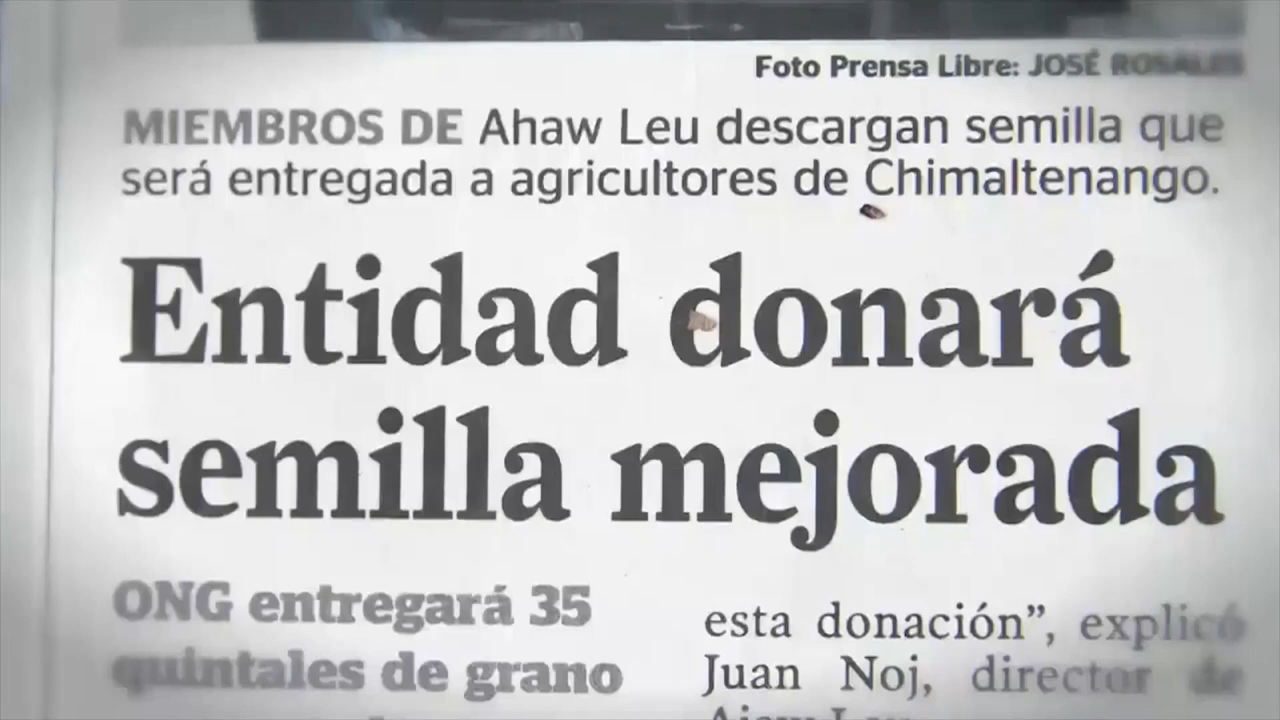 Foto Prensa Libre: JOSÉ ROSALES
MIEMBROS DE Ahaw Leu descargan semilla que
será entregada a agricultores de Chimaltenango.
Entidad donará
semilla mejorada
ONG entregará 35
quintales de grano
esta donación”, explicó
Juan Noj, director de